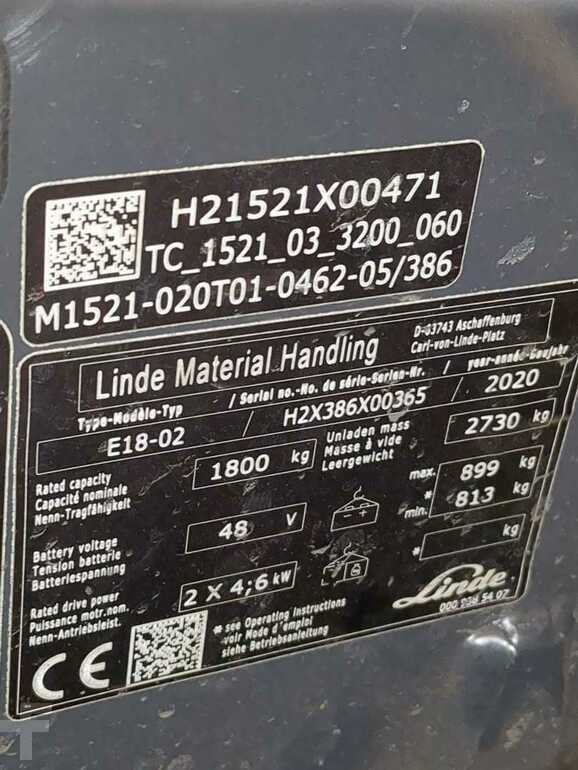 H21521X00471
TC_1521_03_3200_060
M1521-020T01-0462-05/386
Linde Material Handling
D-63743 Aschaffenburg
Carl-von-Linde-Platz
Type-Modèle-Typ / Serial no.-No. de série-Serien-Nr. / year-année-Baujahr
E18-02 / H2X386X00365 / 2020
Rated capacity
Capacité nominale
Nenn-Tragfähigkeit
1800 kg
Unladen mass
Masse à vide
Leergewicht
2730 kg
Battery voltage
Tension batterie
Batteriespannung
48 V
max. 899 kg
*
min. 813 kg
Rated drive power
Puissance motr.nom.
Nenn-Antriebsleist.
2 X 4;6 kW
* kg
* see Operating Instructions
voir Mode d'emploi
siehe Betriebsanleitung
Linde
CE